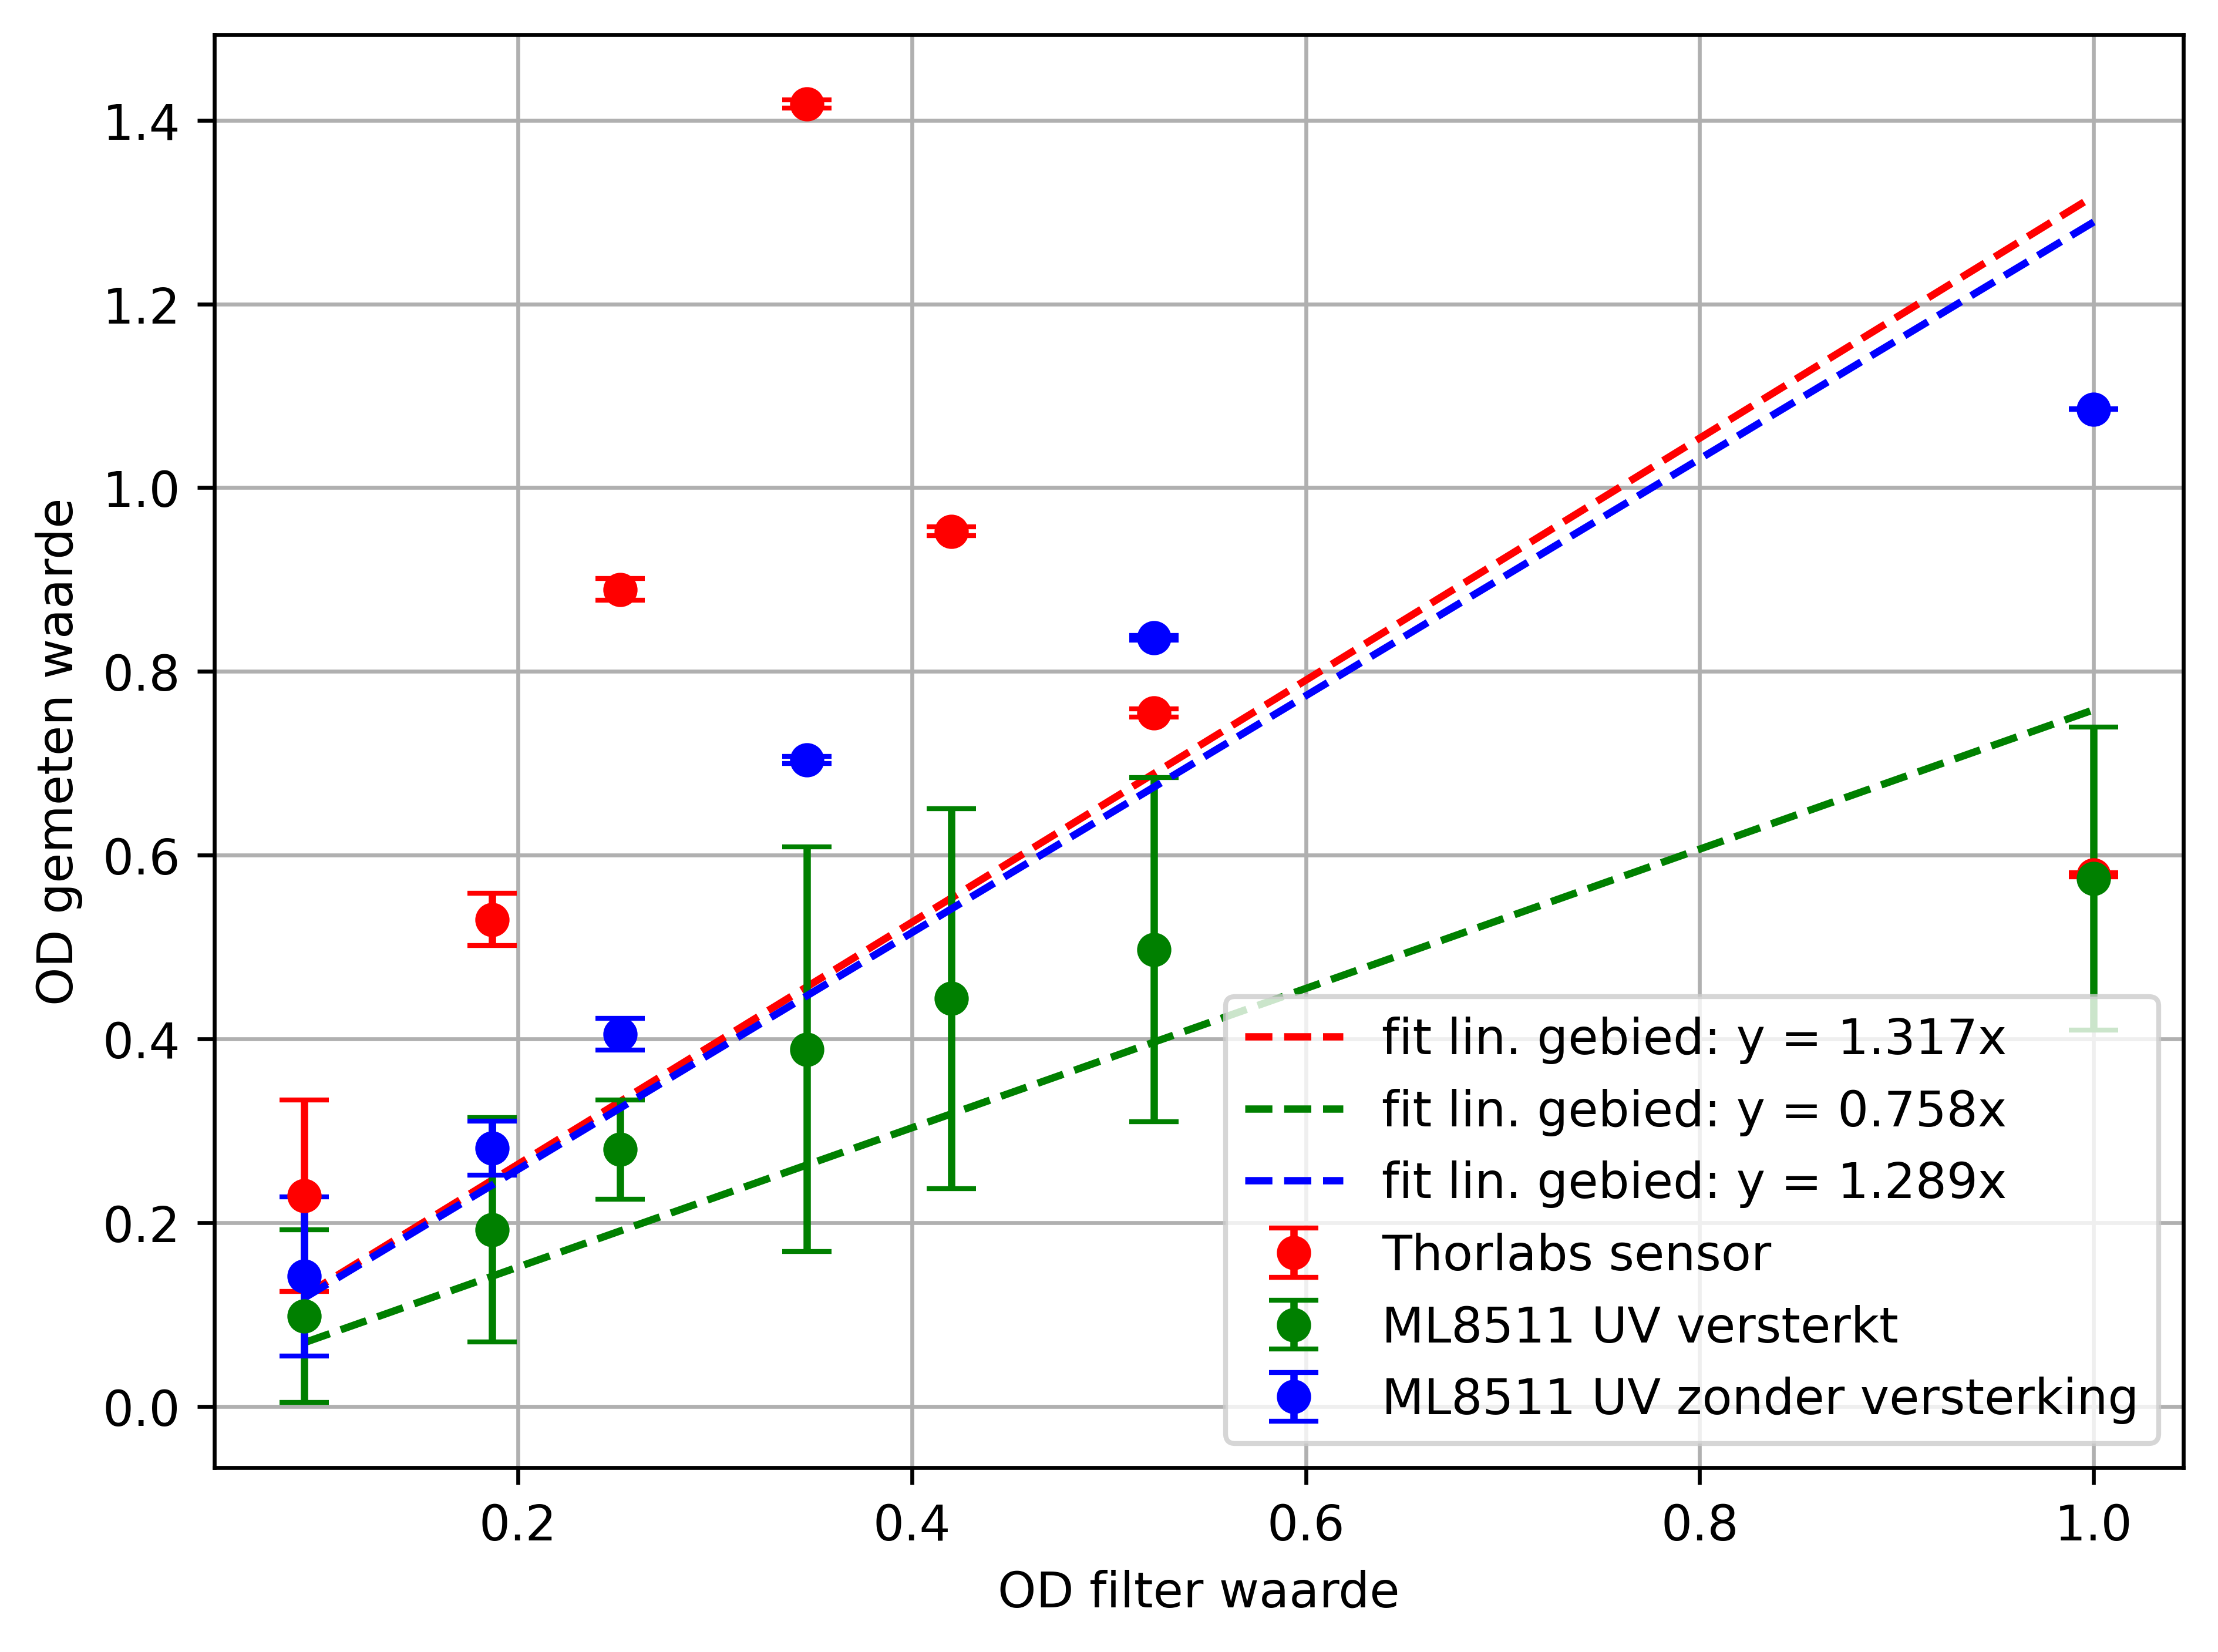 1.4
1.2
1.0
0.8
0.6
0.4
0.2
0.0
OD gemeten waarde
fit lin. gebied: y = 1.317x
fit lin. gebied: y = 0.758x
fit lin. gebied: y = 1.289x
Thorlabs sensor
ML8511 UV versterkt
ML8511 UV zonder versterking
0.2 0.4 0.6 0.8 1.0
OD filter waarde